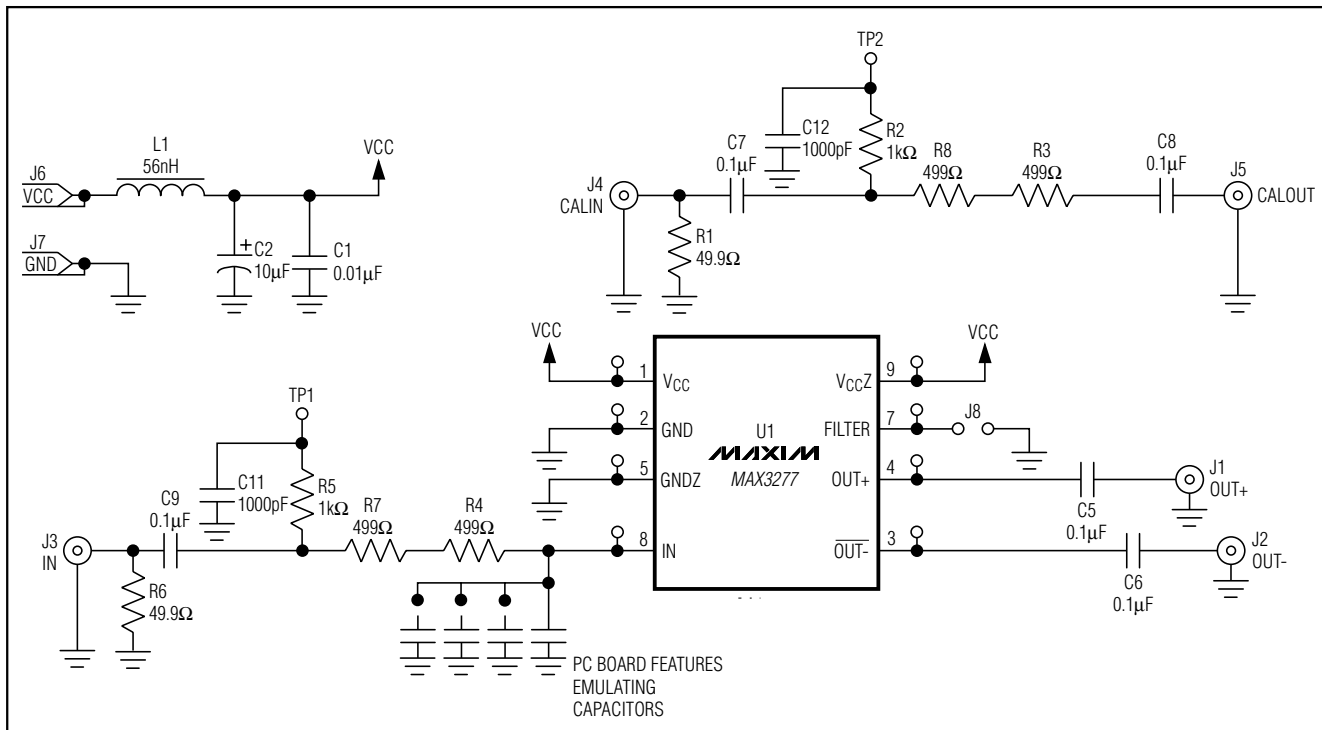 TP2
C12
1000pF
R2
1kΩ
C7
0.1μF
R8
499Ω
R3
499Ω
C8
0.1μF
J4
CALIN
J5
CALOUT
R1
49.9Ω
L1
56nH
VCC
J6
VCC
J7
GND
C2
10μF
+
C1
0.01μF
VCC
VCC
1
VCC
2
GND
5
GNDZ
8
IN
U1
MAXIM
MAX3277
9
VCCZ
7
FILTER
4
OUT+
3
OUT-
J8
C5
0.1μF
J1
OUT+
C6
0.1μF
J2
OUT-
TP1
C11
1000pF
R5
1kΩ
C9
0.1μF
R7
499Ω
R4
499Ω
J3
IN
R6
49.9Ω
PC BOARD FEATURES
EMULATING
CAPACITORS